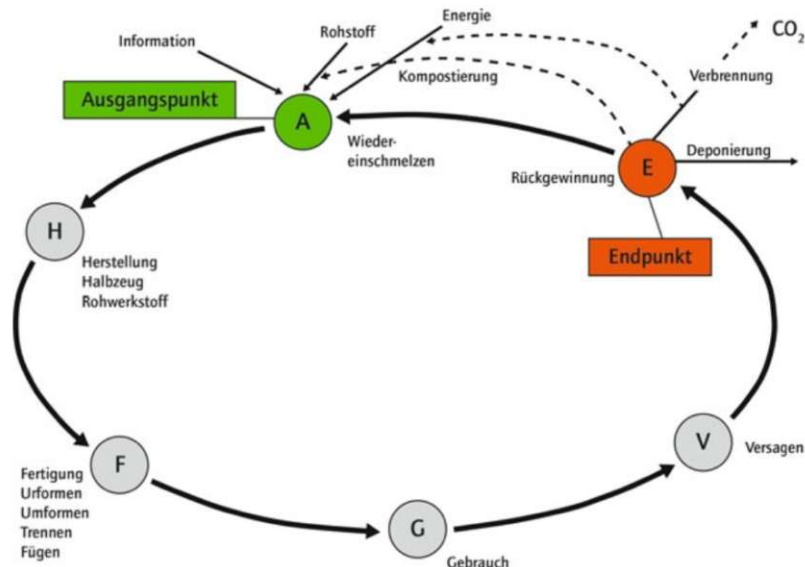 Information
Rohstoff
Energie
CO₂
Ausgangspunkt
A
Kompostierung
Verbrennung
Wieder-
einschmelzen
Rückgewinnung
E
Deponierung
Endpunkt
H
Herstellung
Halbzeug
Rohwerkstoff
F
Fertigung
Urformen
Umformen
Trennen
Fügen
G
Gebrauch
V
Versagen